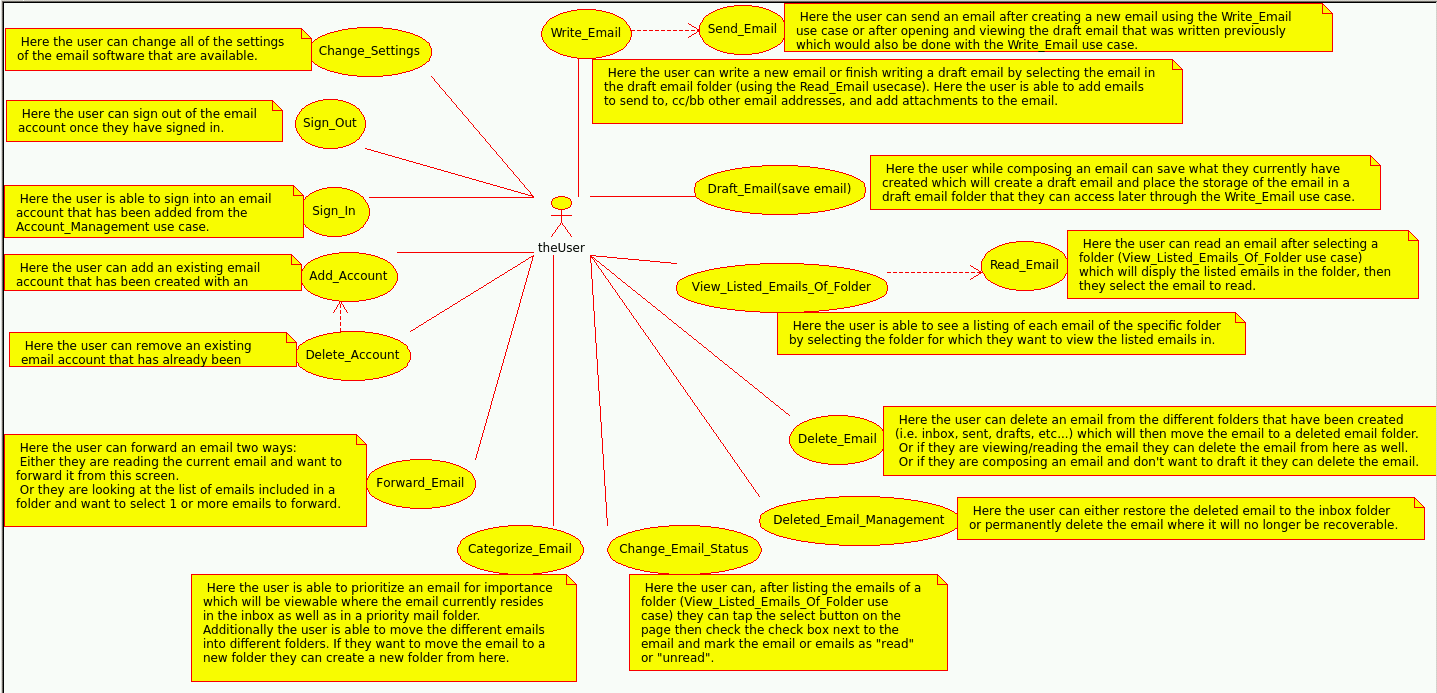 Here the user can change all of the settings
of the email software that are available.
Change_Settings
Write_Email
Send_Email
Here the user can send an email after creating a new email using the Write_Email
use case or after opening and viewing the draft email that was written previously
which would also be done with the Write_Email use case.
Here the user can write a new email or finish writing a draft email by selecting the email in
the draft email folder (using the Read_Email usecase). Here the user is able to add emails
to send to, cc/bb other email addresses, and add attachments to the email.
Here the user can sign out of the email
account once they have signed in.
Sign_Out
Here the user is able to sign into an email
account that has been added from the
Account_Management use case.
Sign_In
Draft_Email(save email)
Here the user while composing an email can save what they currently have
created which will create a draft email and place the storage of the email in a
draft email folder that they can access later through the Write_Email use case.
theUser
Here the user can add an existing email
account that has been created with an
Add_Account
View_Listed_Emails_Of_Folder
Read_Email
Here the user can read an email after selecting a
folder (View_Listed_Emails_Of_Folder use case)
which will disply the listed emails in the folder, then
they select the email to read.
Here the user is able to see a listing of each email of the specific folder
by selecting the folder for which they want to view the listed emails in.
Here the user can remove an existing
email account that has already been
Delete_Account
Delete_Email
Here the user can delete an email from the different folders that have been created
(i.e. inbox, sent, drafts, etc...) which will then move the email to a deleted email folder.
Or if they are viewing/reading the email they can delete the email from here as well.
Or if they are composing an email and don't want to draft it they can delete the email.
Here the user can forward an email two ways:
Either they are reading the current email and want to
forward it from this screen.
Or they are looking at the list of emails included in a
folder and want to select 1 or more emails to forward.
Forward_Email
Deleted_Email_Management
Here the user can either restore the deleted email to the inbox folder
or permanently delete the email where it will no longer be recoverable.
Categorize_Email
Change_Email_Status
Here the user is able to prioritize an email for importance
which will be viewable where the email currently resides
in the inbox as well as in a priority mail folder.
Additionally the user is able to move the different emails
into different folders. If they want to move the email to a
new folder they can create a new folder from here.
Here the user can, after listing the emails of a
folder (View_Listed_Emails_Of_Folder use
case) they can tap the select button on the
page then check the check box next to the
email and mark the email or emails as "read"
or "unread".